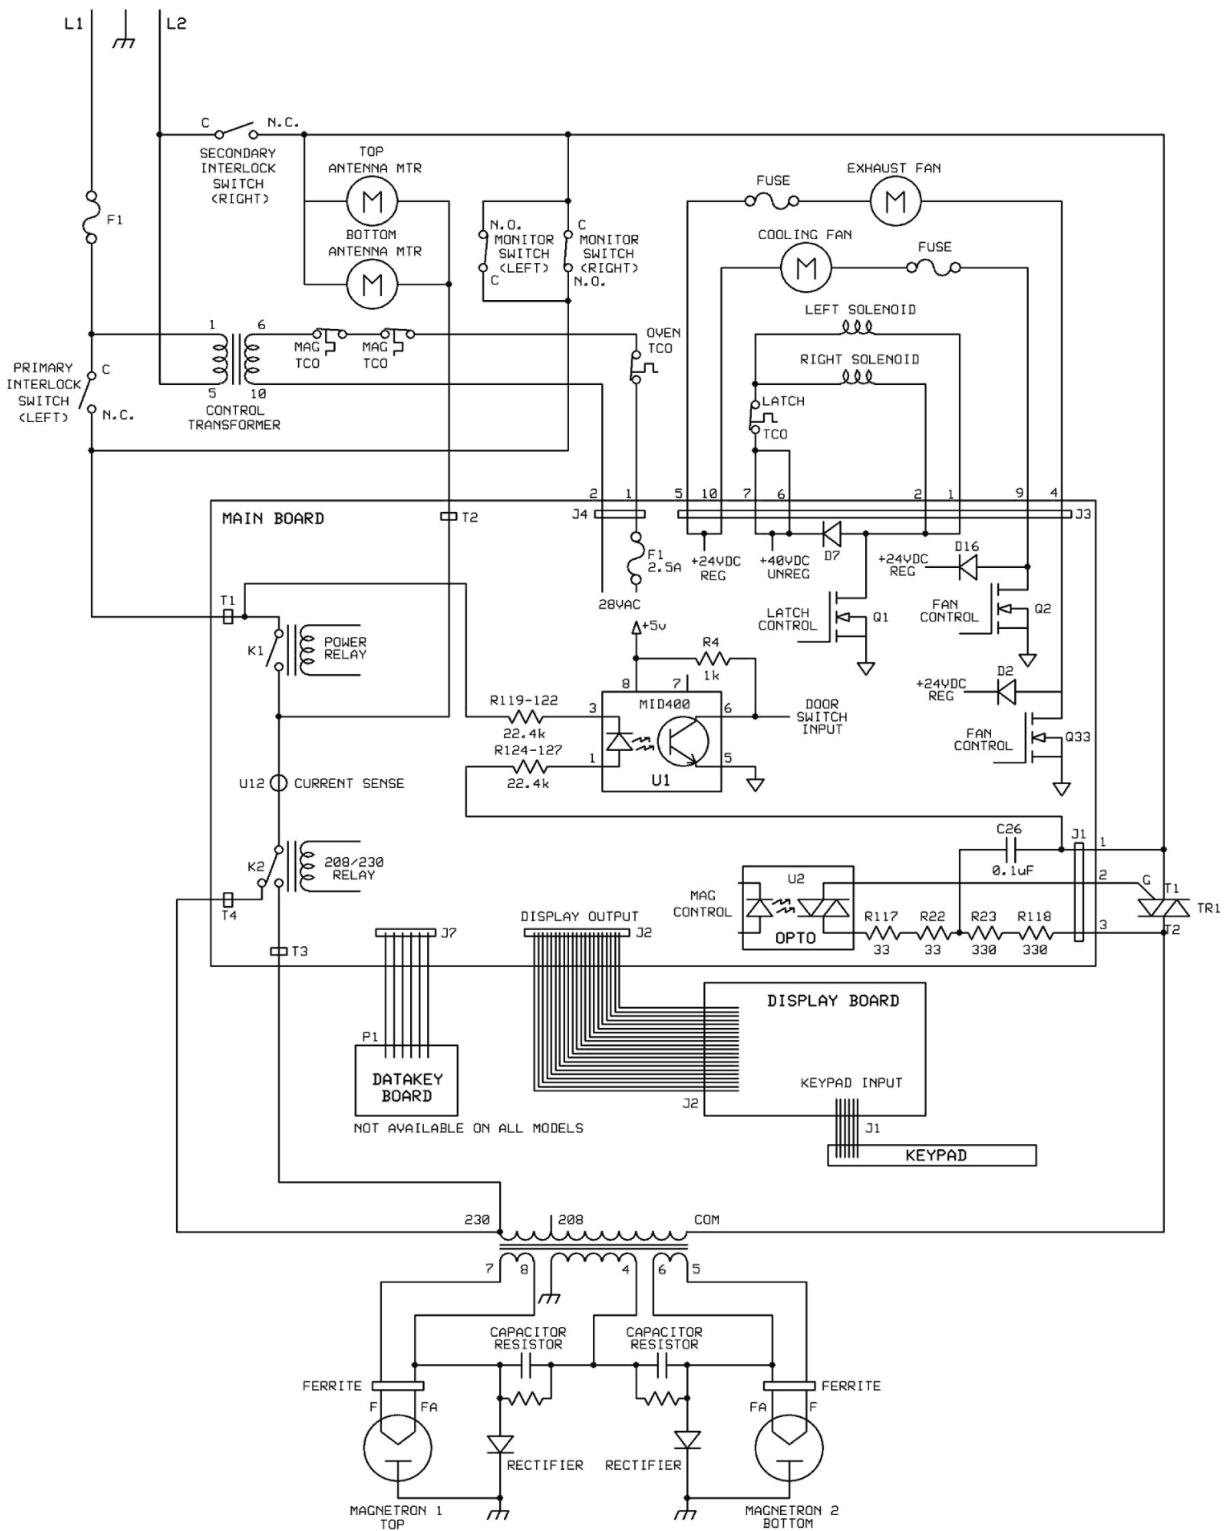 L1
L2
C
N.C.
SECONDARY
INTERLOCK
SWITCH
(RIGHT)
TOP
ANTENNA MTR
M
BOTTOM
ANTENNA MTR
M
F1
N.O.
MONITOR
SWITCH
(LEFT)
C
C
MONITOR
SWITCH
(RIGHT)
N.O.
FUSE
EXHAUST FAN
M
COOLING FAN
M
FUSE
LEFT SOLENOID
RIGHT SOLENOID
LATCH
TCO
OVEN
TCO
1
6
MAG
TCO
MAG
TCO
5
10
CONTROL
TRANSFORMER
PRIMARY
INTERLOCK
SWITCH
(LEFT)
C
N.C.
2
1
5
10
7
6
2
1
9
4
MAIN BOARD
T2
J4
J3
F1
2.5A
28VAC
+24VDC
REG
+40VDC
UNREG
D7
+24VDC
REG
D16
LATCH
CONTROL
Q1
FAN
CONTROL
Q2
+24VDC
REG
D2
FAN
CONTROL
Q33
T1
K1
POWER
RELAY
+5v
R4
1k
8
7
MID400
R119-122
22.4k
3
6
DOOR
SWITCH
INPUT
R124-127
22.4k
1
5
U1
U12
CURRENT SENSE
K2
208/230
RELAY
T4
T3
C26
0.1uF
J1
1
2
3
MAG
CONTROL
U2
OPTO
R117
33
R22
33
R23
330
R118
330
G
T1
T2
TR1
J7
DISPLAY OUTPUT
J2
P1
DATAKEY
BOARD
NOT AVAILABLE ON ALL MODELS
DISPLAY BOARD
KEYPAD INPUT
J2
J1
KEYPAD
230
208
COM
7
8
4
6
5
CAPACITOR
RESISTOR
CAPACITOR
RESISTOR
FERRITE
FERRITE
F
FA
FA
F
RECTIFIER
RECTIFIER
MAGNETRON 1
TOP
MAGNETRON 2
BOTTOM